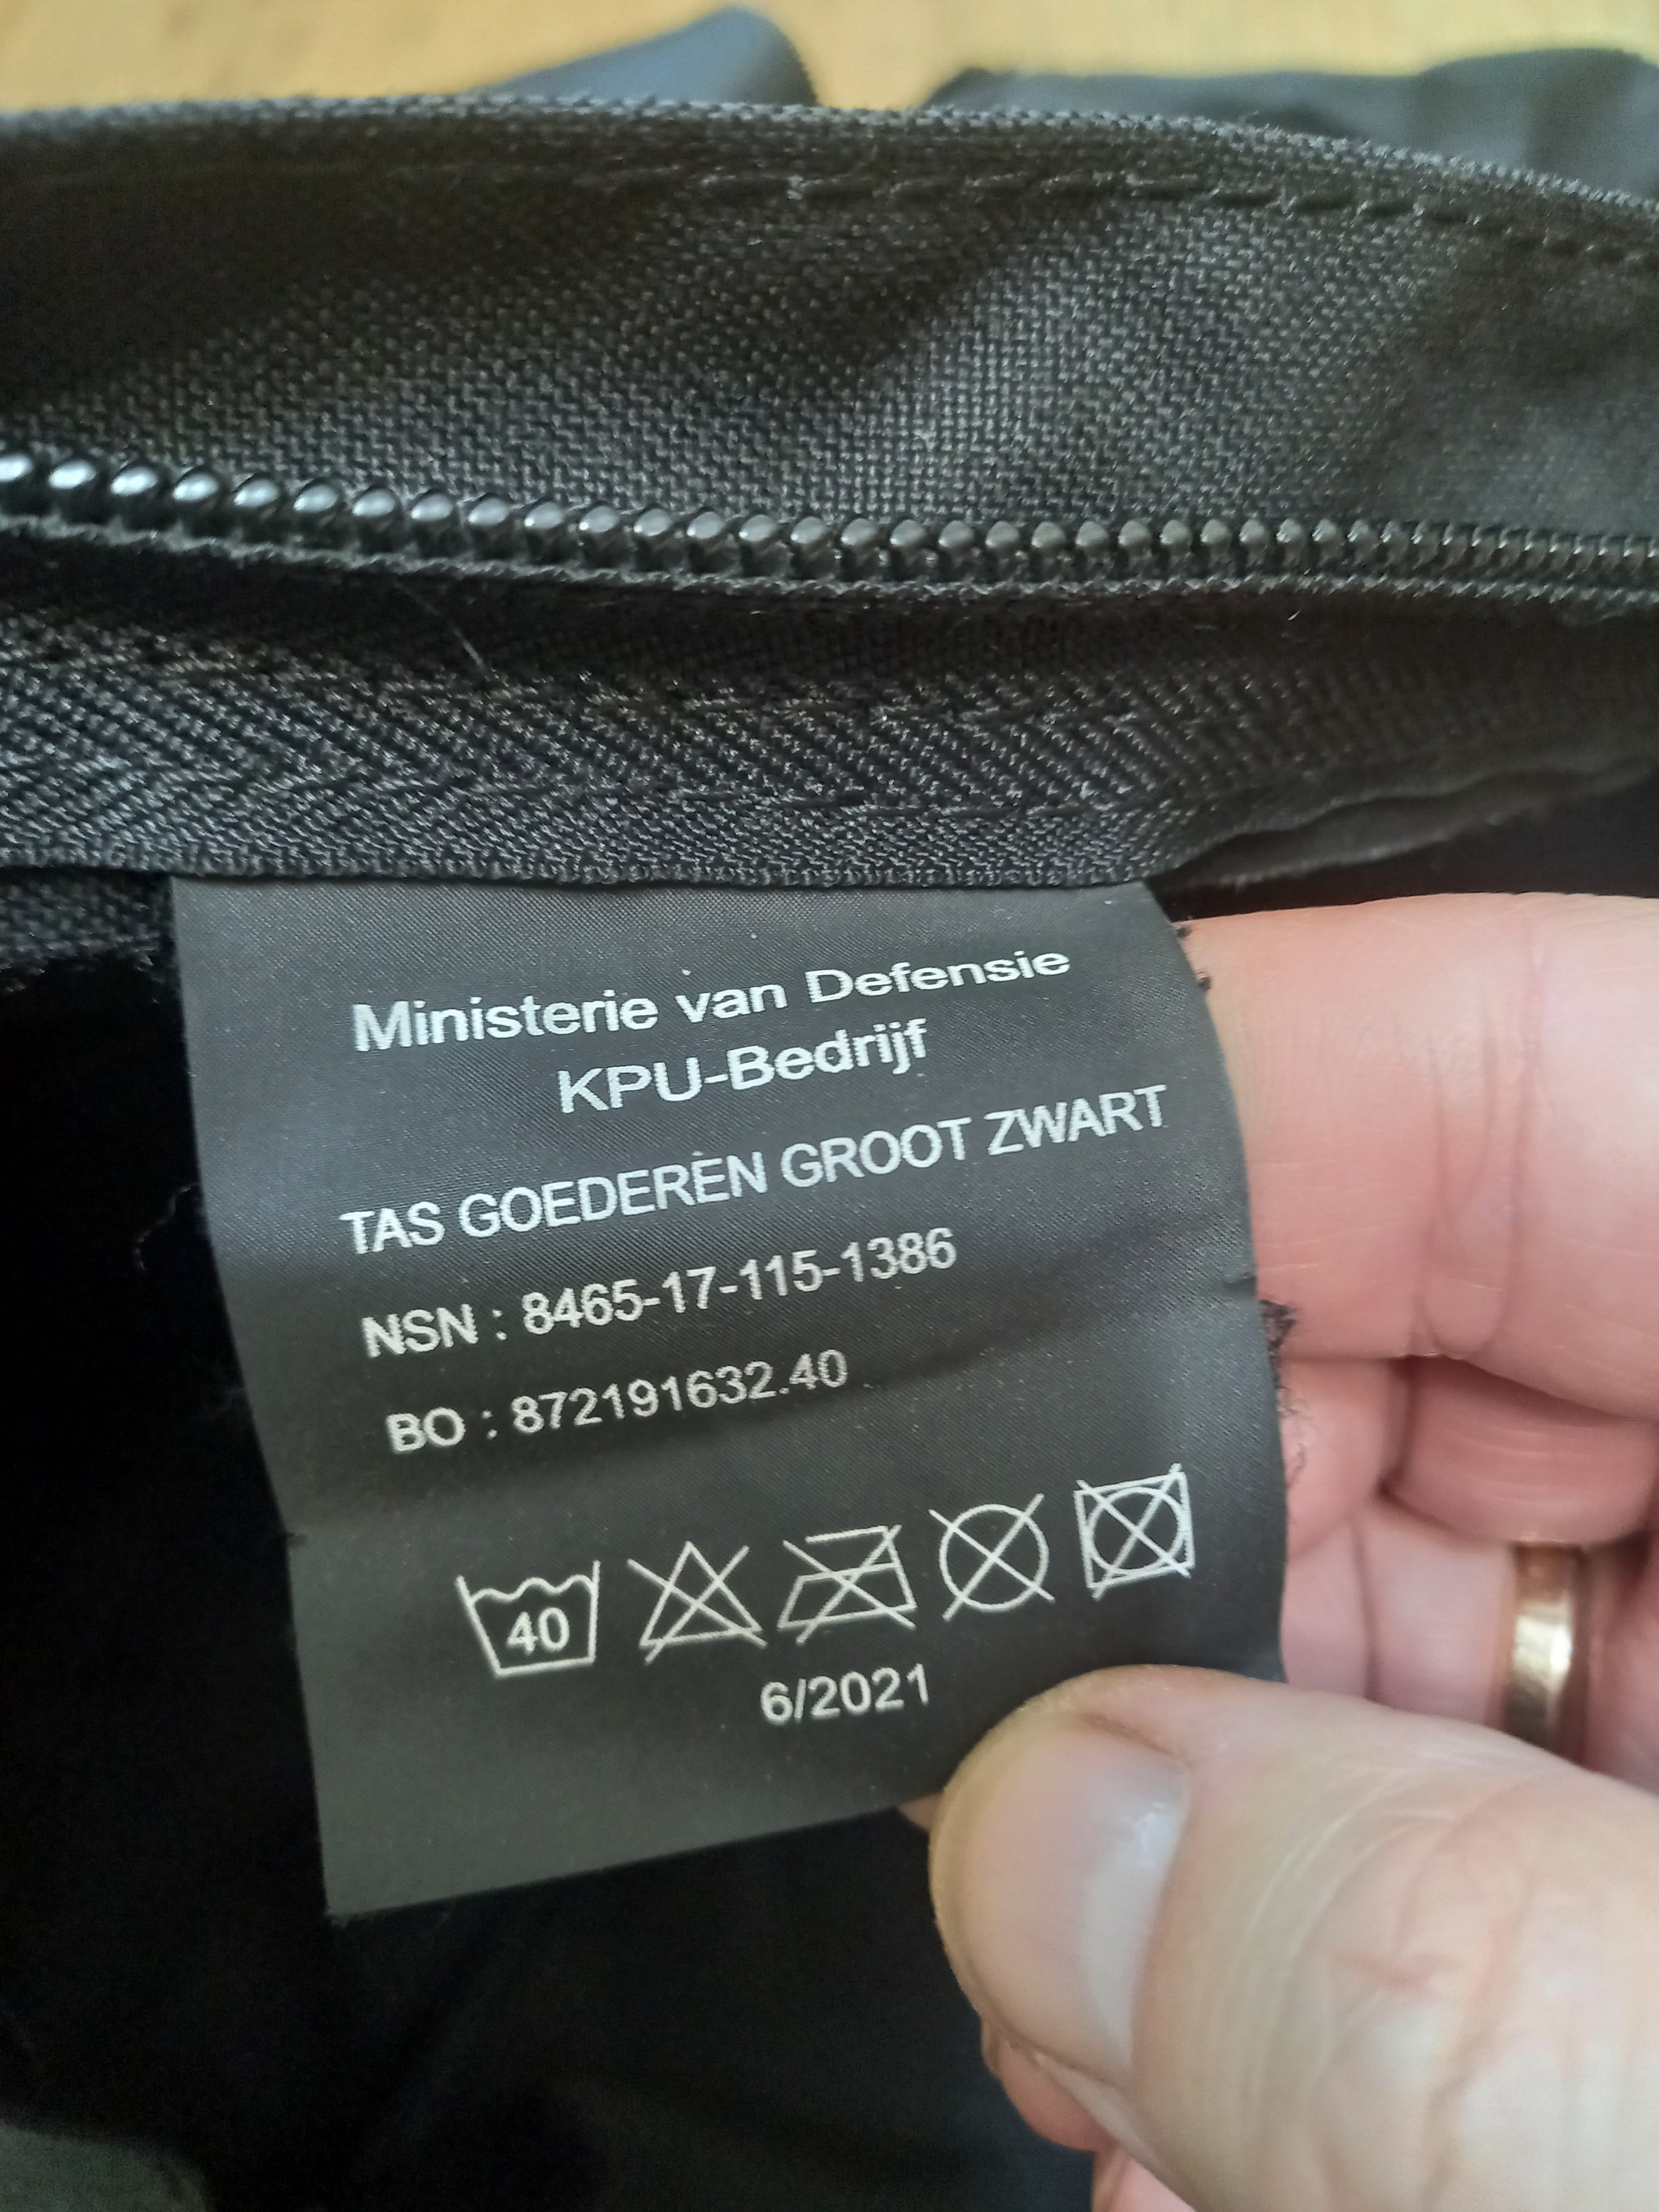 Ministerie van Defensie
KPU-Bedrijf
TAS GOEDEREN GROOT ZWART
NSN : 8465-17-115-1386
BO : 872191632.40
40
6/2021